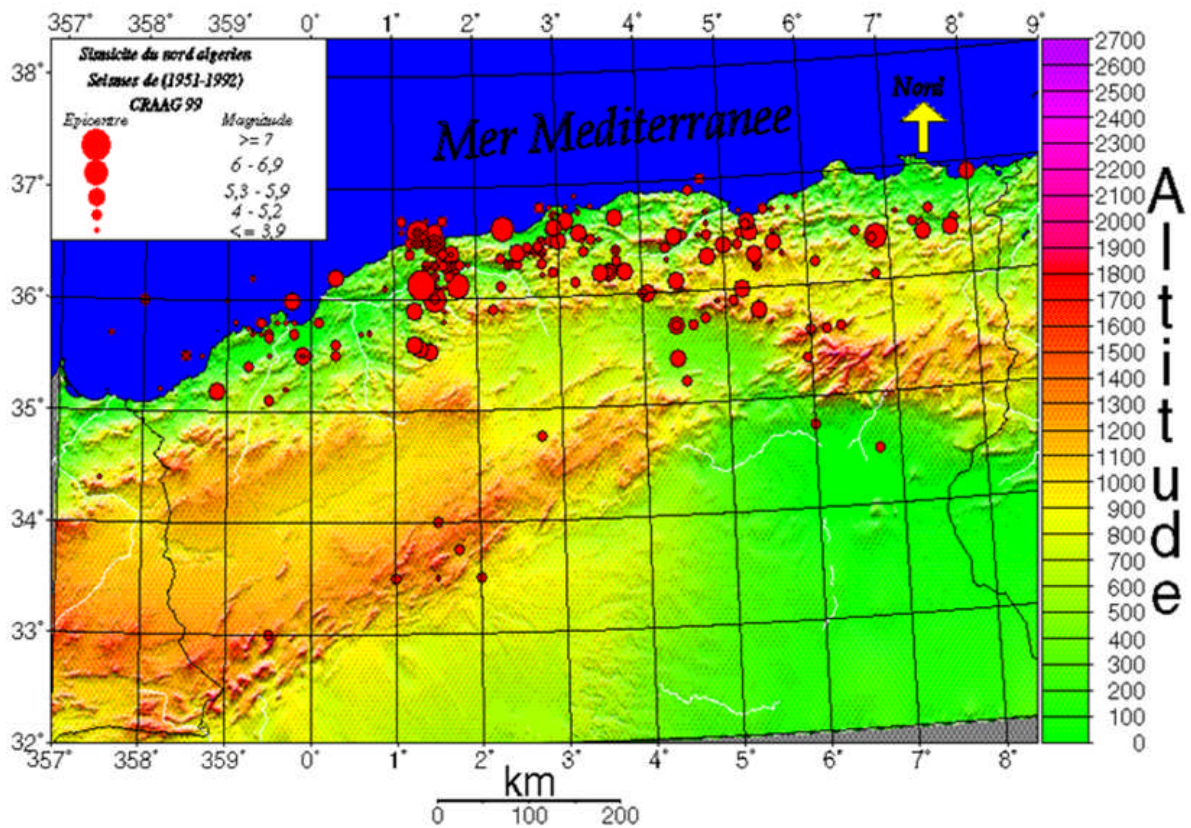 357° 358° 359° 0° 1° 2° 3° 4° 5° 6° 7° 8° 9°
Sismicite du nord algerien
Seismes de (1951-1992)
CRAAG 99
Epicentre Magnitude
>= 7
6 - 6,9
5,3 - 5,9
4 - 5,2
<= 3,9
Mer Mediterranee
Nord
38°
37°
36°
35°
34°
33°
32°
357° 358° 359° 0° 1° 2° 3° 4° 5° 6° 7° 8°
km
0 100 200
2700
2600
2500
2400
2300
2200
2100
2000
1900
1800
1700
1600
1500
1400
1300
1200
1100
1000
900
800
700
600
500
400
300
200
100
0
Altitude